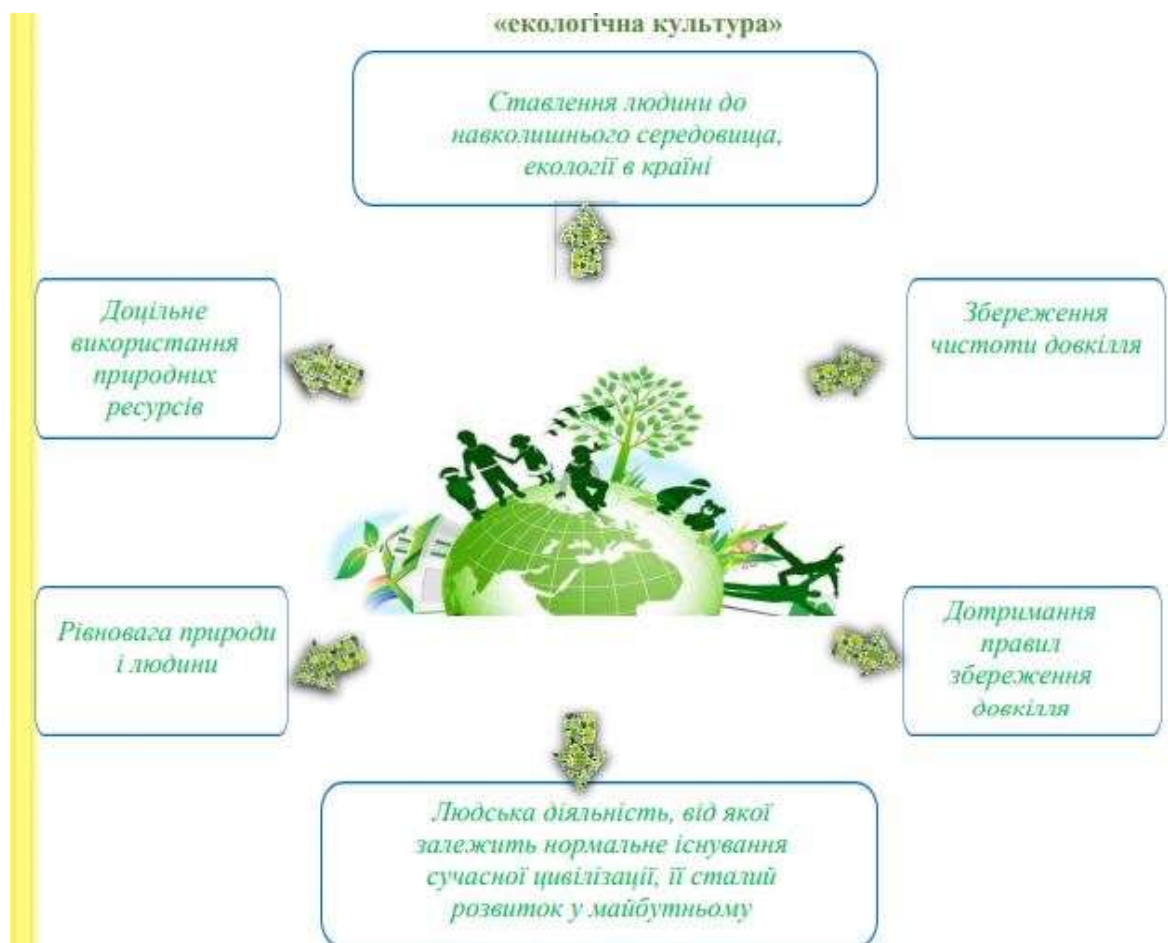 «екологічна культура»
Ставлення людини до
навколишнього середовища,
екології в країні
Доцільне
використання
природних
ресурсів
Збереження
чистоти довкілля
Рівновага природи
і людини
Дотримання
правил
збереження
довкілля
Людська діяльність, від якої
залежить нормальне існування
сучасної цивілізації, її сталий
розвиток у майбутньому